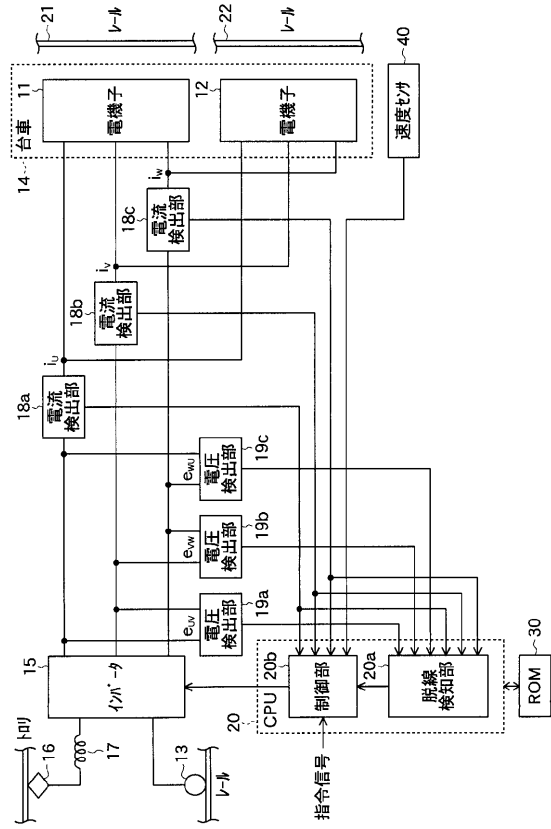 21
レール
22
レール
台車
14
11
電機子
12
電機子
40
速度センサ
iU
18a
電流
検出部
iV
18b
電流
検出部
iW
18c
電流
検出部
トロリ
16
17
15
インバータ
13
レール
eUV
電圧
検出部
19a
eVW
電圧
検出部
19b
eWU
電圧
検出部
19c
20
CPU
20b
制御部
20a
脱線
検知部
指令信号
30
ROM